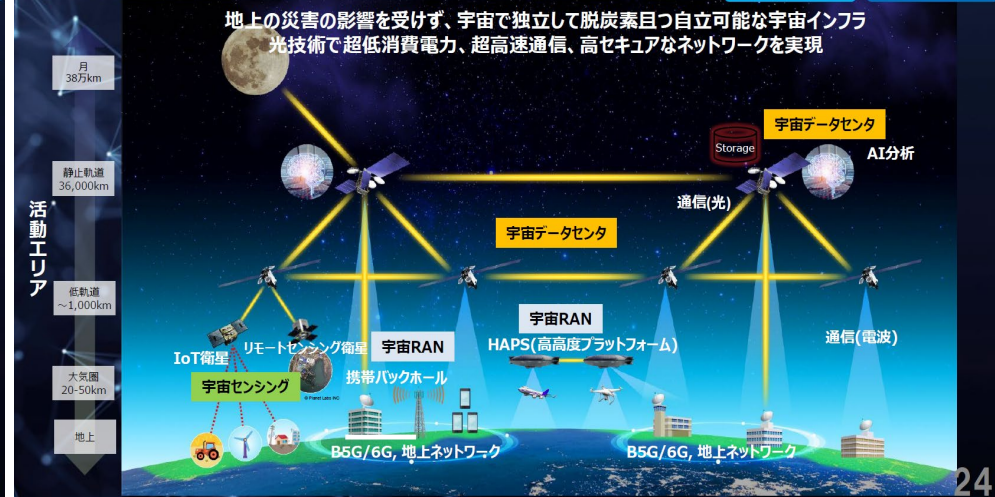 地上の災害の影響を受けず、宇宙で独立して脱炭素且つ自立可能な宇宙インフラ
光技術で超低消費電力、超高速通信、高セキュアなネットワークを実現
活動エリア
月
38万km
静止軌道
36,000km
低軌道
～1,000km
大気圏
20-50km
地上
宇宙データセンタ
Storage
AI分析
通信(光)
宇宙データセンタ
宇宙RAN
HAPS(高高度プラットフォーム)
通信(電波)
IoT衛星
リモートセンシング衛星
宇宙RAN
携帯バックホール
宇宙センシング
© Planet Labs INC
B5G/6G, 地上ネットワーク
B5G/6G, 地上ネットワーク
24